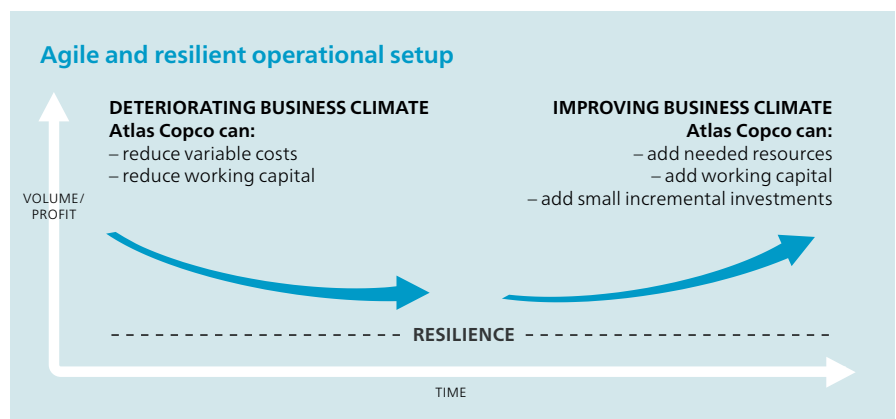 Agile and resilient operational setup
DETERIORATING BUSINESS CLIMATE
Atlas Copco can:
– reduce variable costs
– reduce working capital
IMPROVING BUSINESS CLIMATE
Atlas Copco can:
– add needed resources
– add working capital
– add small incremental investments
VOLUME/
PROFIT
RESILIENCE
TIME